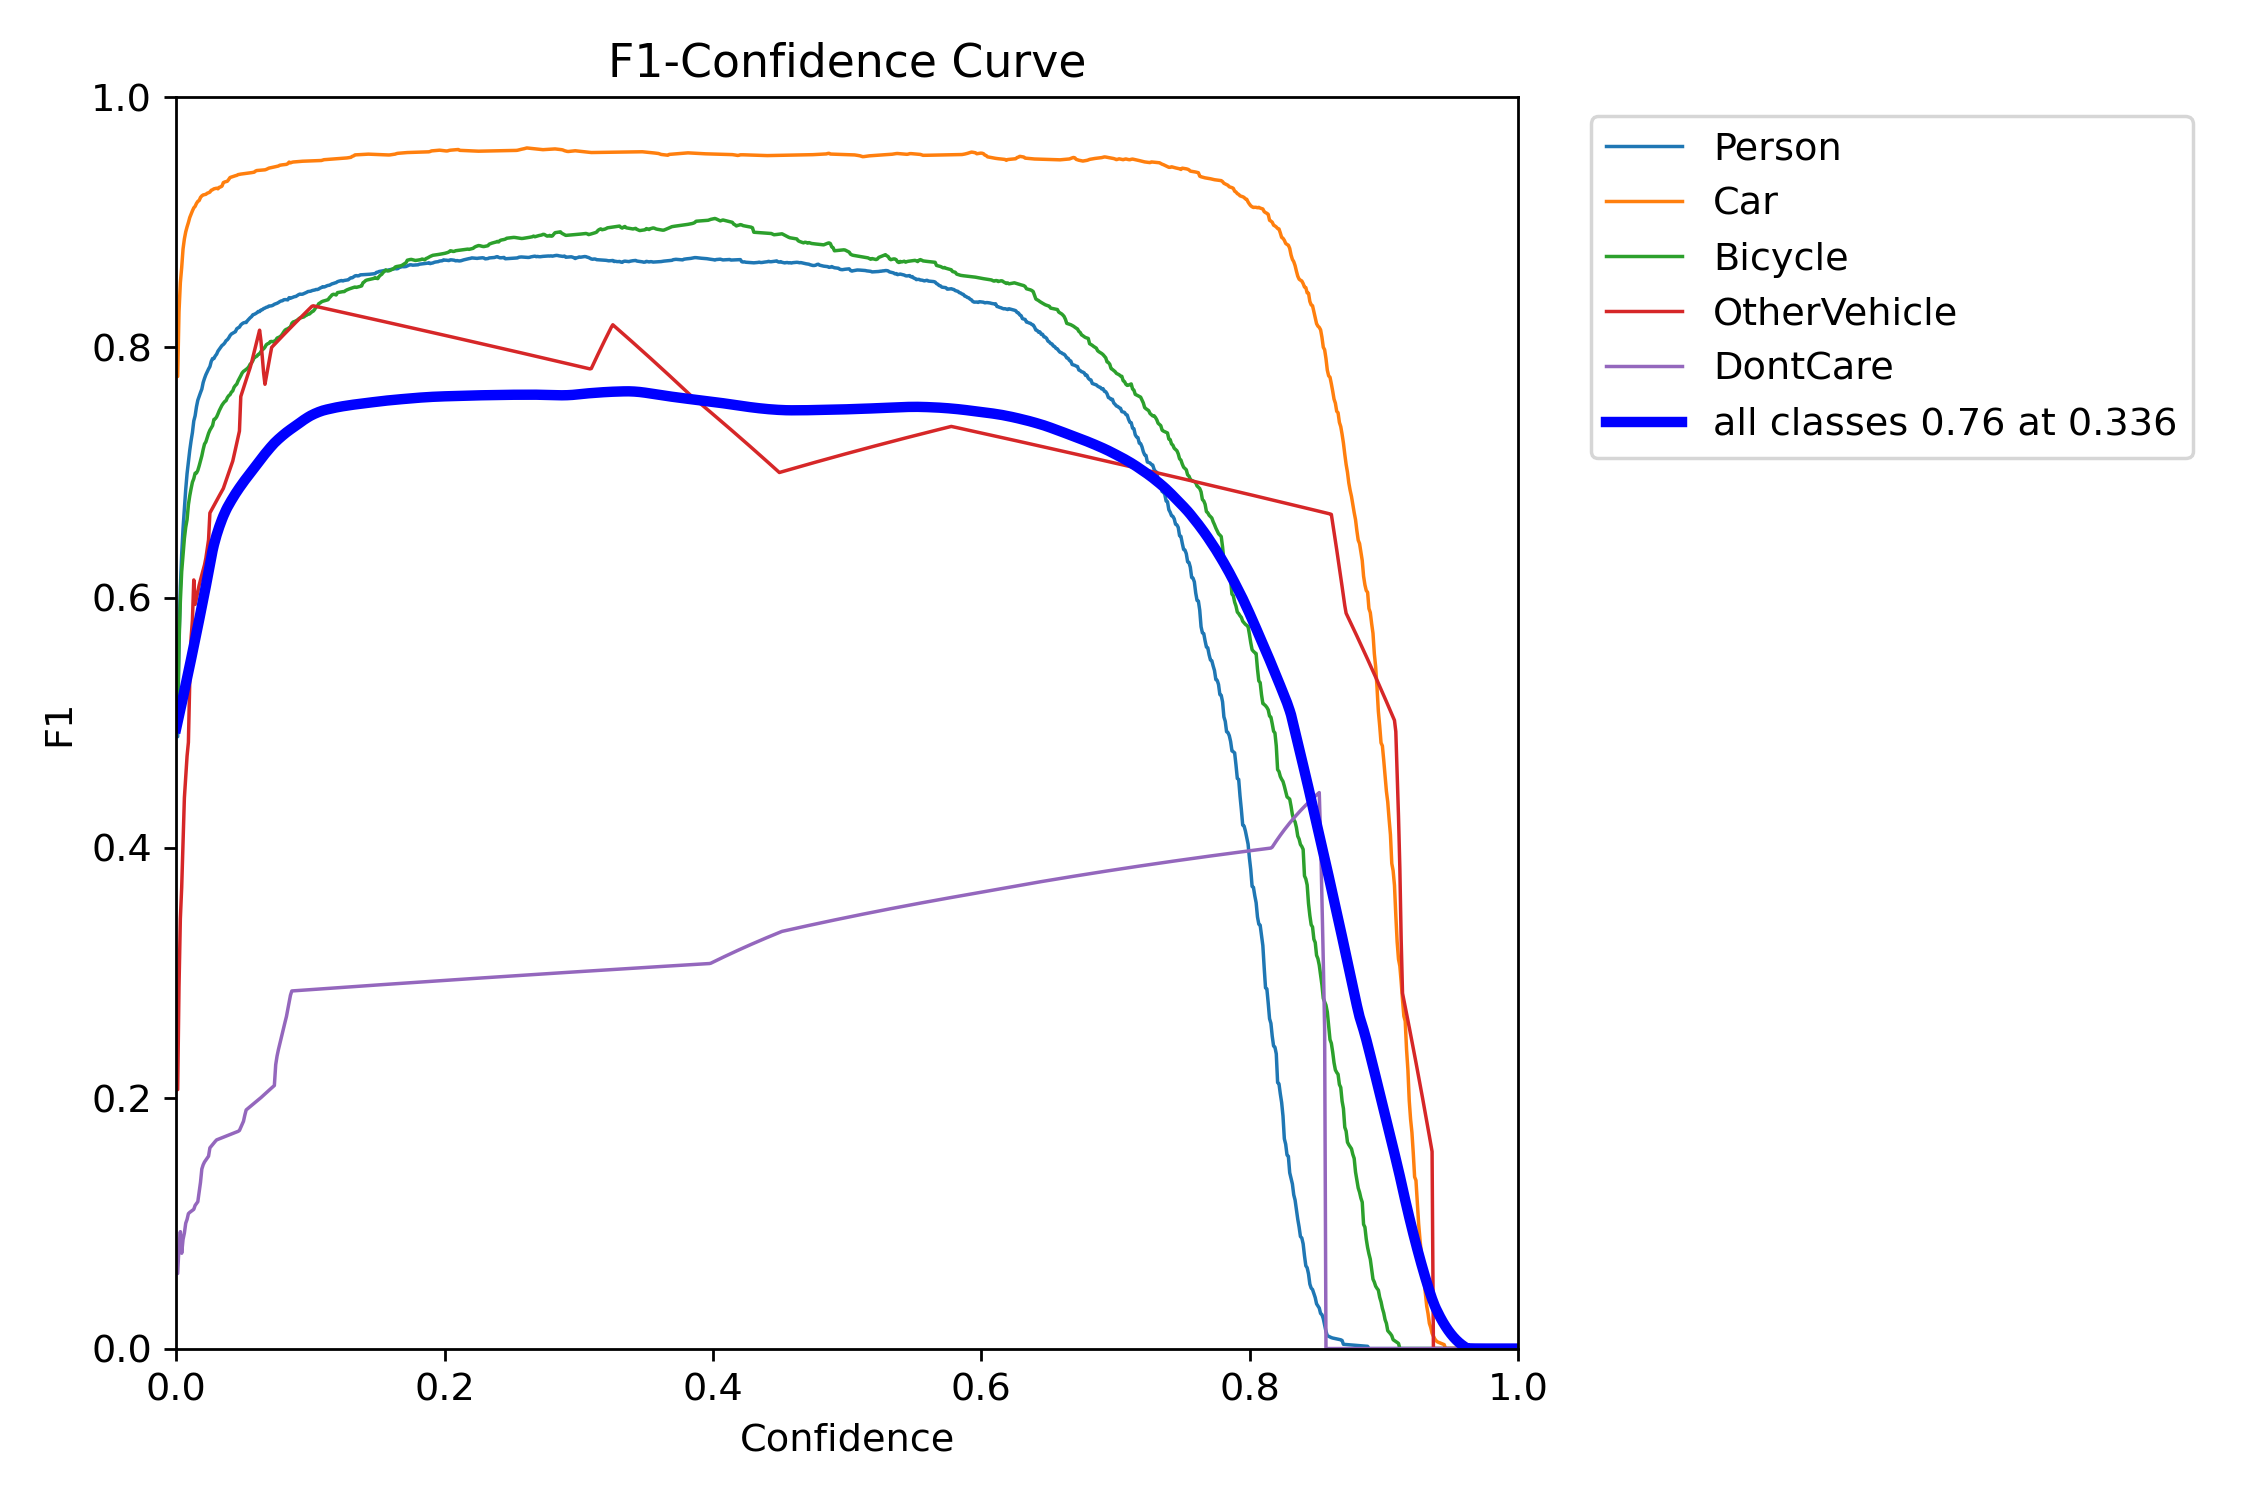 F1-Confidence Curve
1.0
0.8
0.6
0.4
0.2
0.0
F1
0.0 0.2 0.4 0.6 0.8 1.0
Confidence
Person
Car
Bicycle
OtherVehicle
DontCare
all classes 0.76 at 0.336